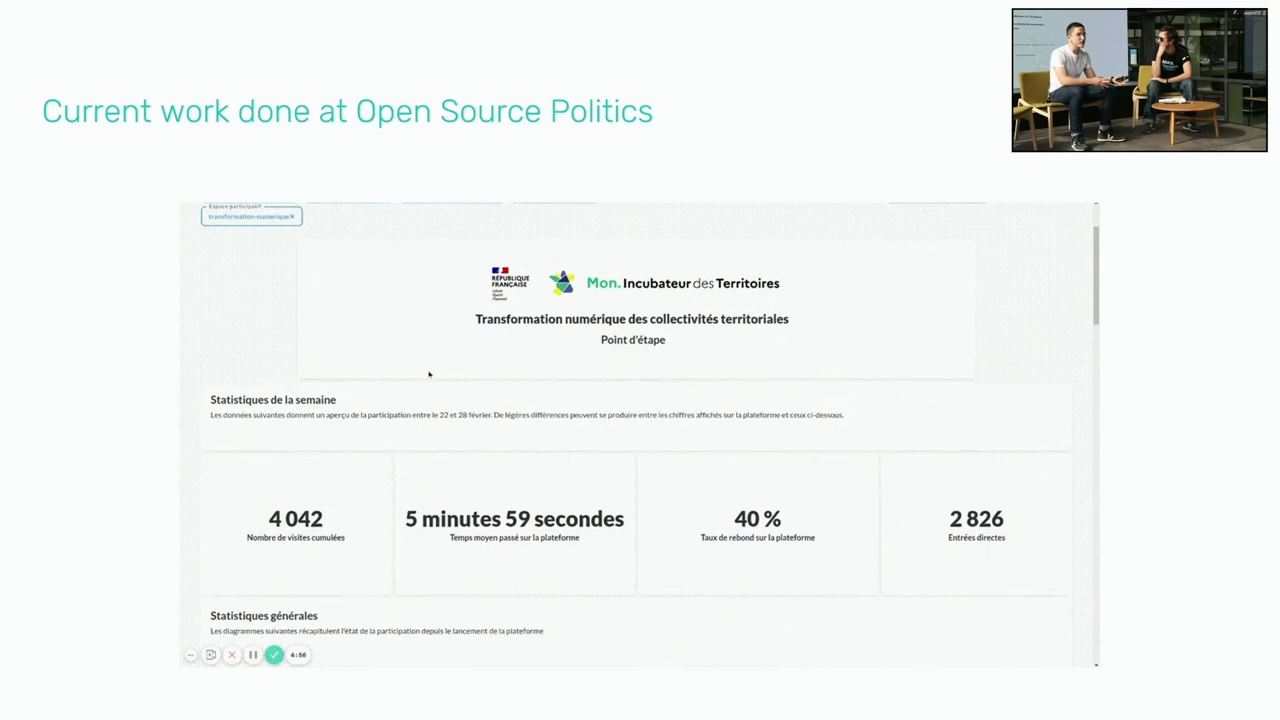 Current work done at Open Source Politics
Espace participatif
transformation-numerique×
RÉPUBLIQUE
FRANÇAISE
Liberté
Égalité
Fraternité
Mon. Incubateur des Territoires
Transformation numérique des collectivités territoriales
Point d'étape
Statistiques de la semaine
Les données suivantes donnent un aperçu de la participation entre le 22 et 28 février. De légères différences peuvent se produire entre les chiffres affichés sur la plateforme et ceux ci-dessous.
4 042
Nombre de visites cumulées
5 minutes 59 secondes
Temps moyen passé sur la plateforme
40 %
Taux de rebond sur la plateforme
2 826
Entrées directes
Statistiques générales
Les diagrammes suivantes récapitulent l'état de la participation depuis le lancement de la plateforme
4:56